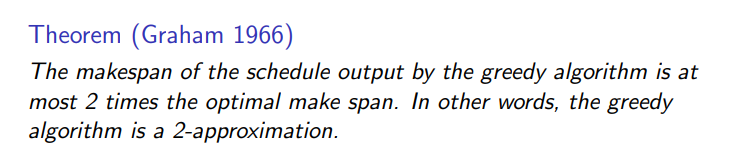 Theorem (Graham 1966)
The makespan of the schedule output by the greedy algorithm is at
most 2 times the optimal make span. In other words, the greedy
algorithm is a 2-approximation.